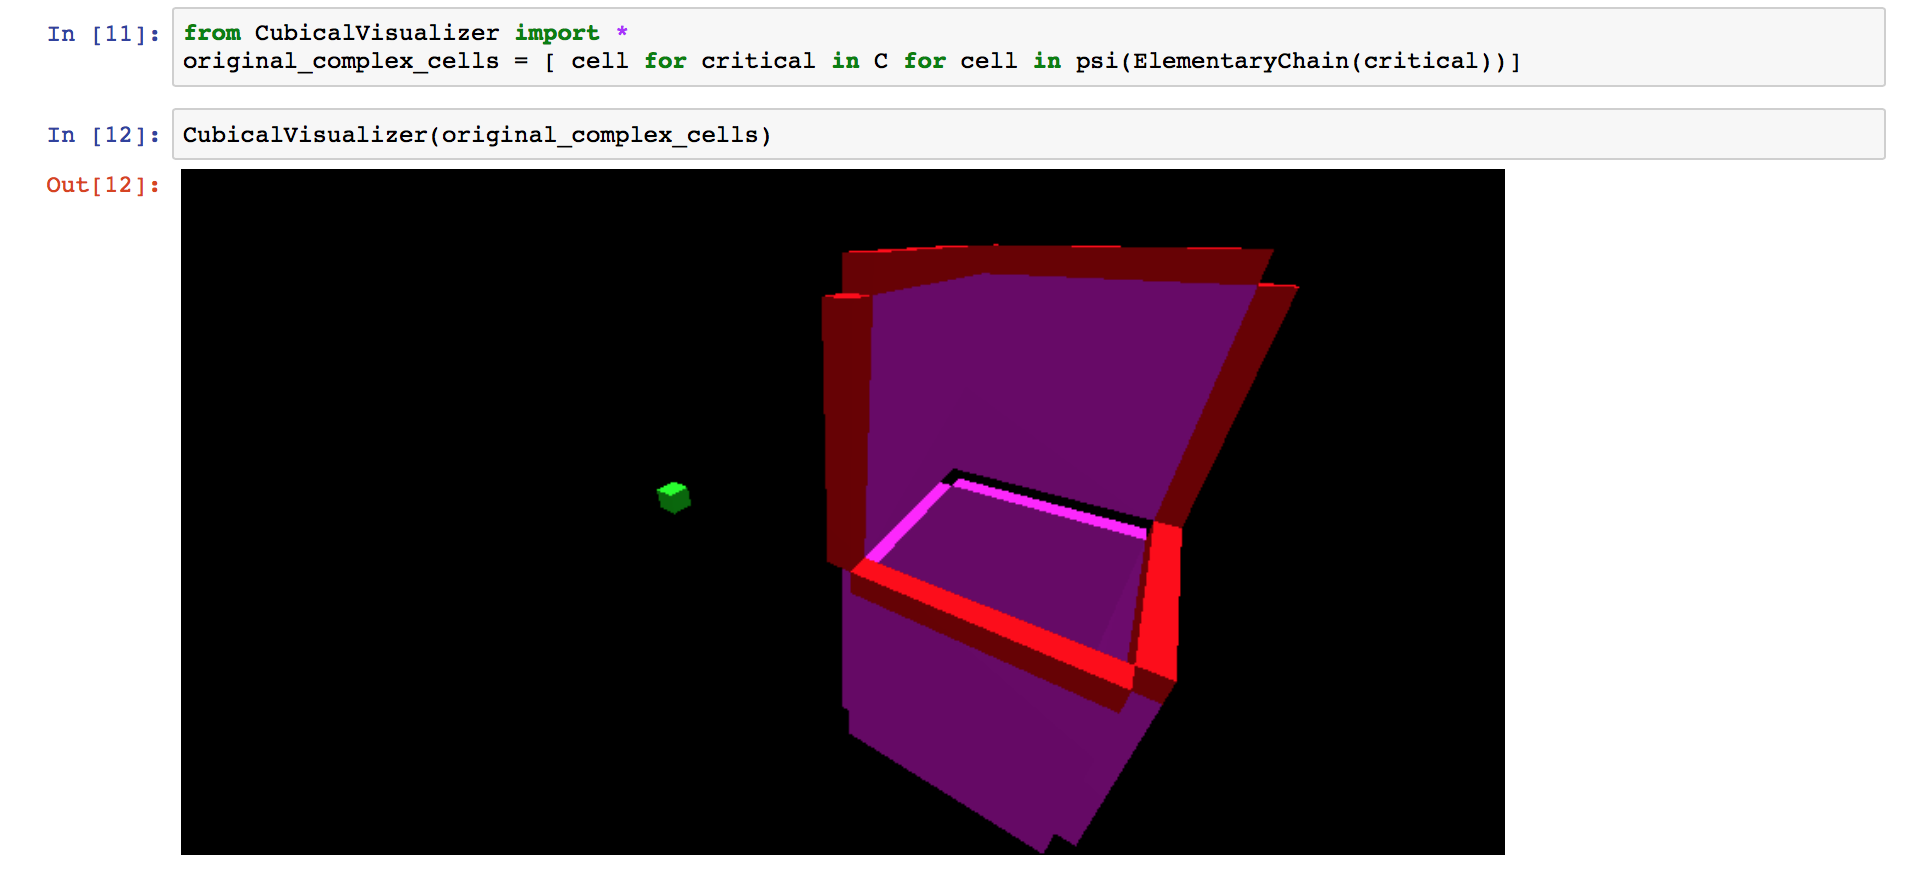 In [11]: from CubicalVisualizer import *
original_complex_cells = [ cell for critical in C for cell in psi(ElementaryChain(critical))]
In [12]: CubicalVisualizer(original_complex_cells)
Out[12]: